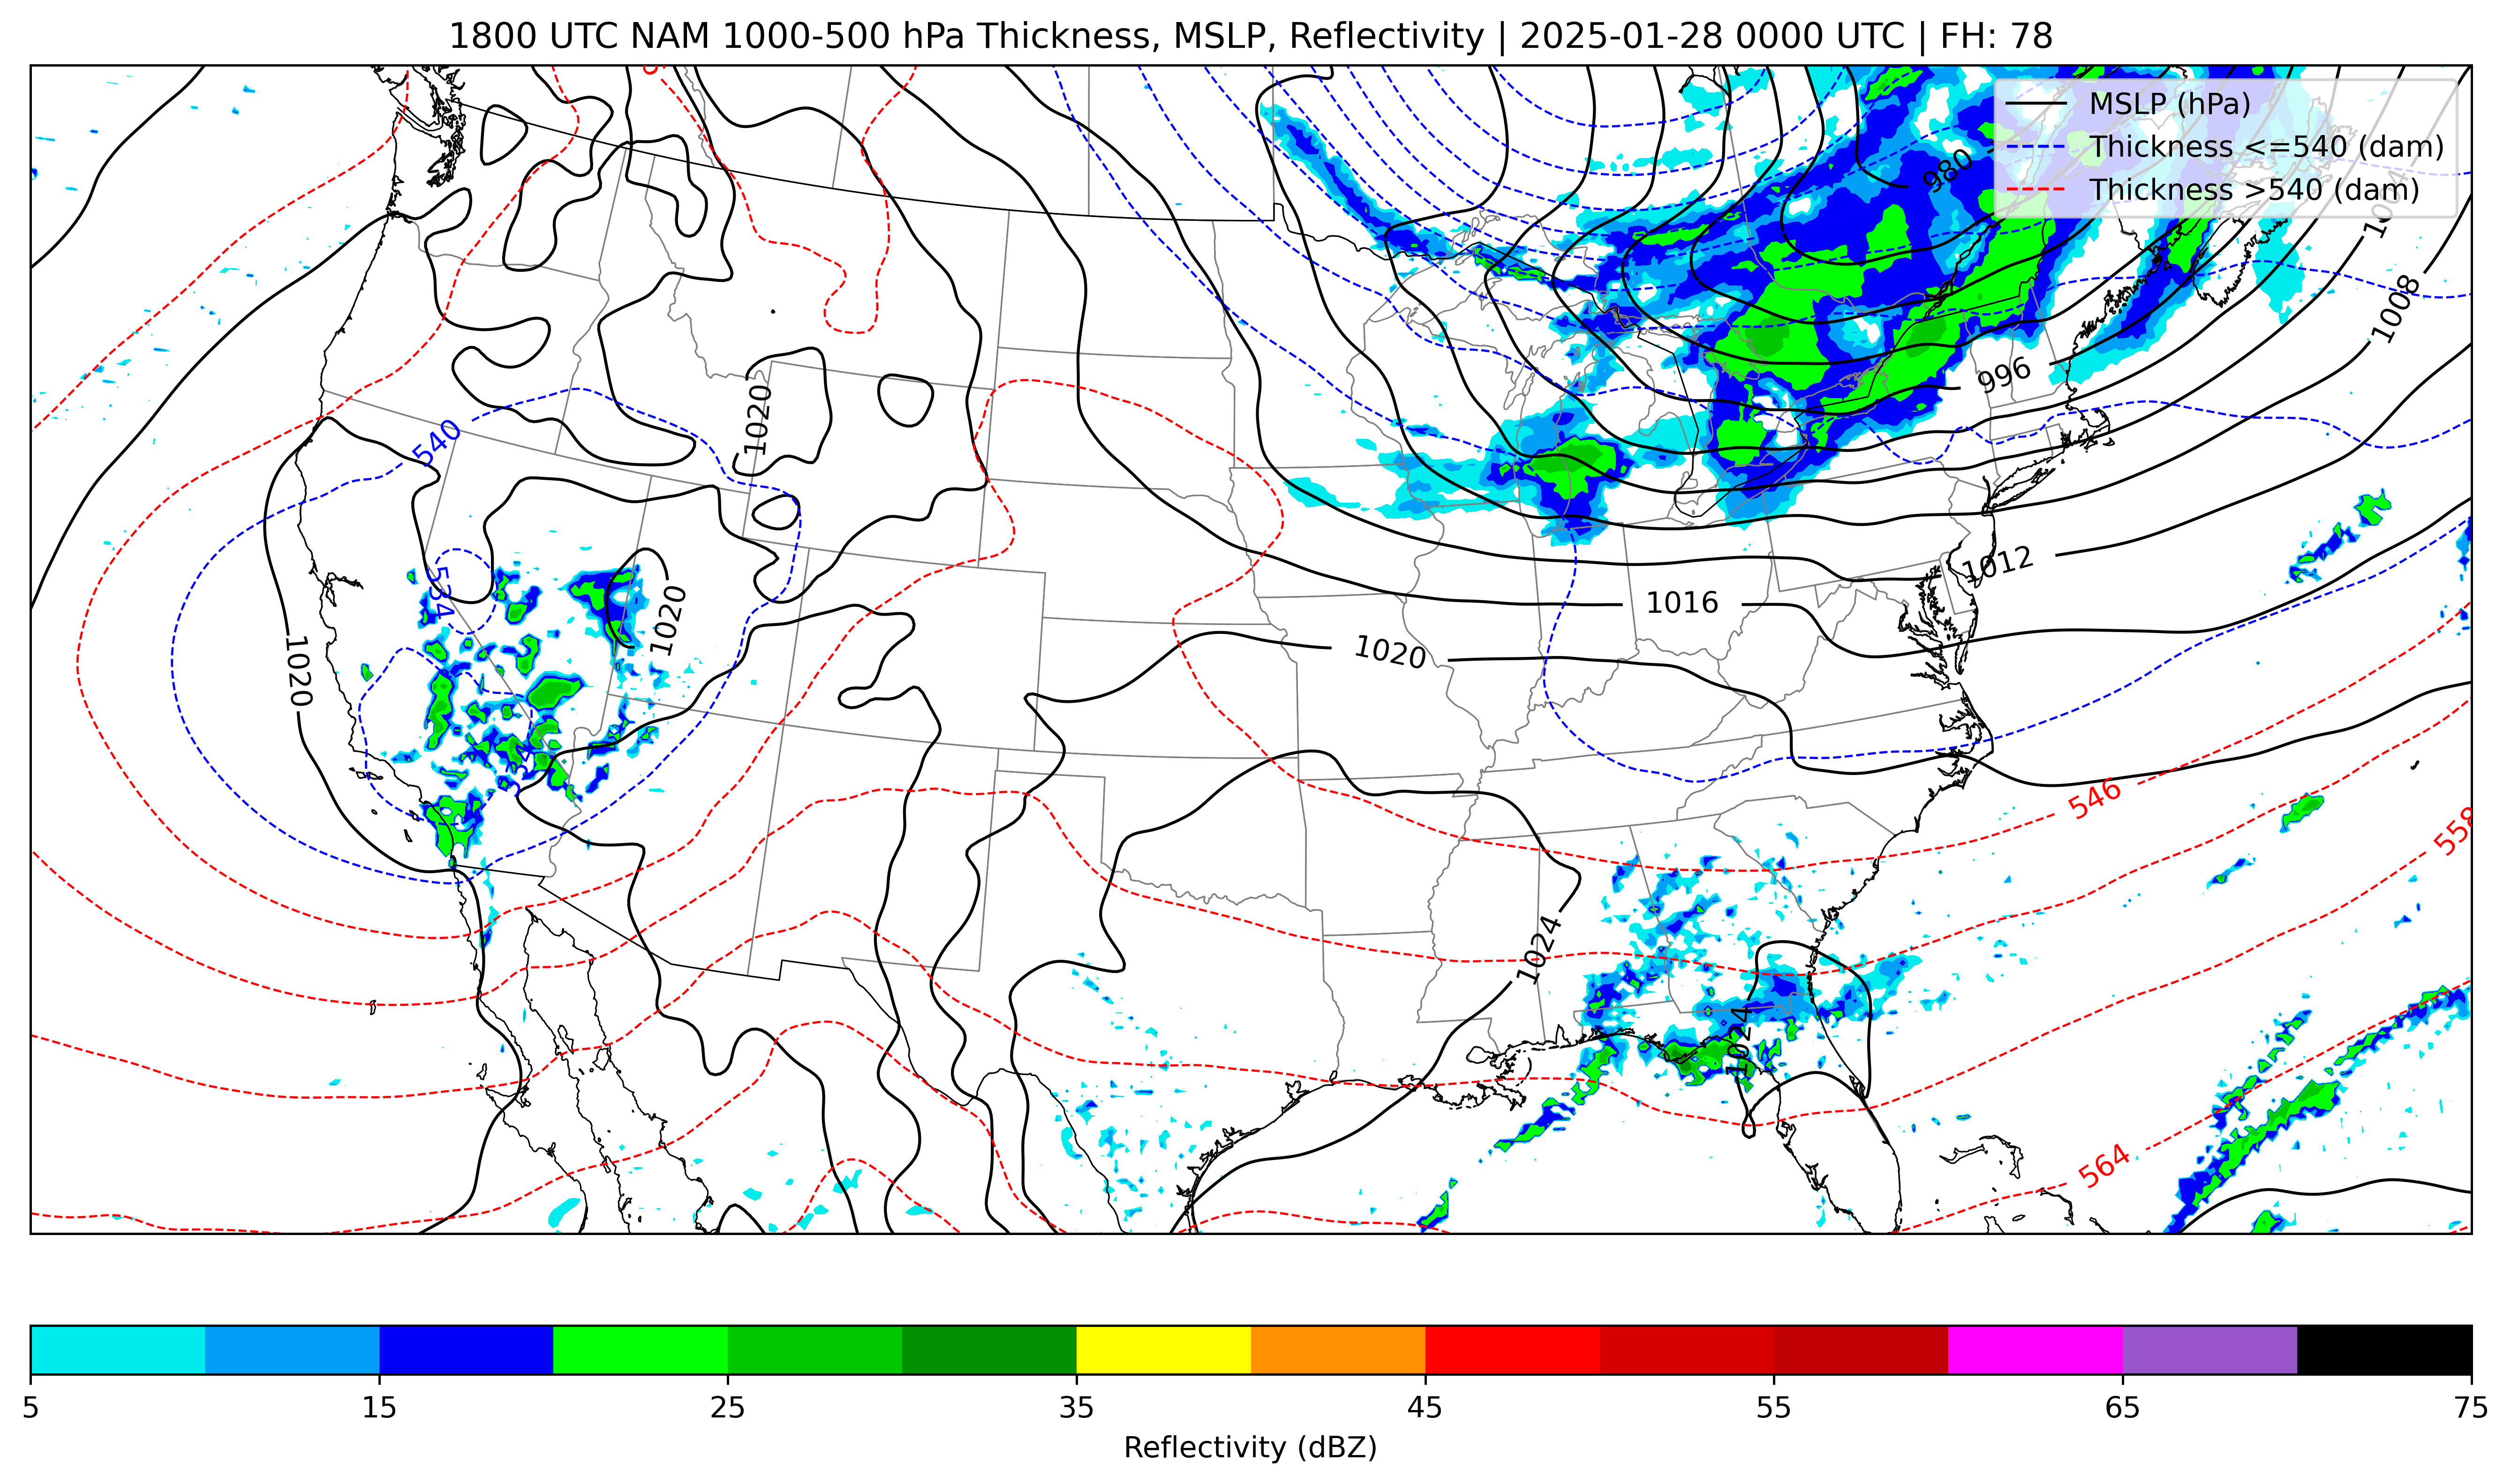 1800 UTC NAM 1000-500 hPa Thickness, MSLP, Reflectivity | 2025-01-28 0000 UTC | FH: 78
MSLP (hPa)
Thickness <=540 (dam)
Thickness >540 (dam)
980
1008
996
1020
540
534
1020
1020
1012
1016
1020
546
558
1024
1024
564
5 15 25 35 45 55 65 75
Reflectivity (dBZ)